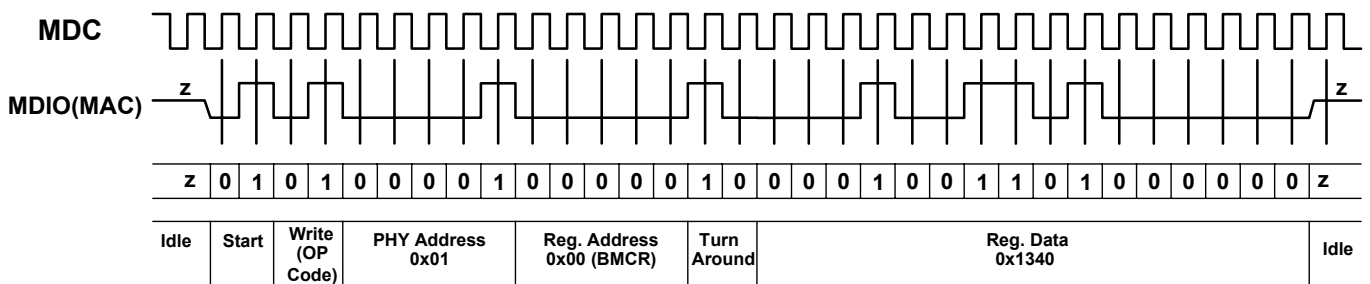 MDC
z z
MDIO(MAC)
z 0 1 0 1 0 0 0 0 1 0 0 0 0 0 1 0 0 0 0 1 0 0 1 1 0 1 0 0 0 0 0 0 z
Idle
Start
Write
(OP
Code)
PHY Address
0x01
Reg. Address
0x00 (BMCR)
Turn
Around
Reg. Data
0x1340
Idle